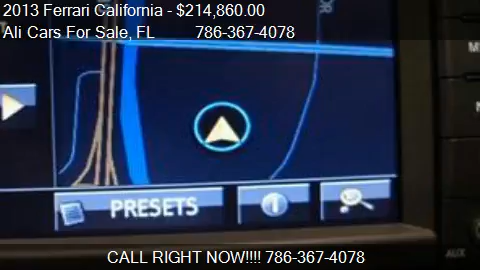 2013 Ferrari California - $214,860.00
Ali Cars For Sale, FL 786-367-4078
PRESETS
i
AUX
CALL RIGHT NOW!!!! 786-367-4078